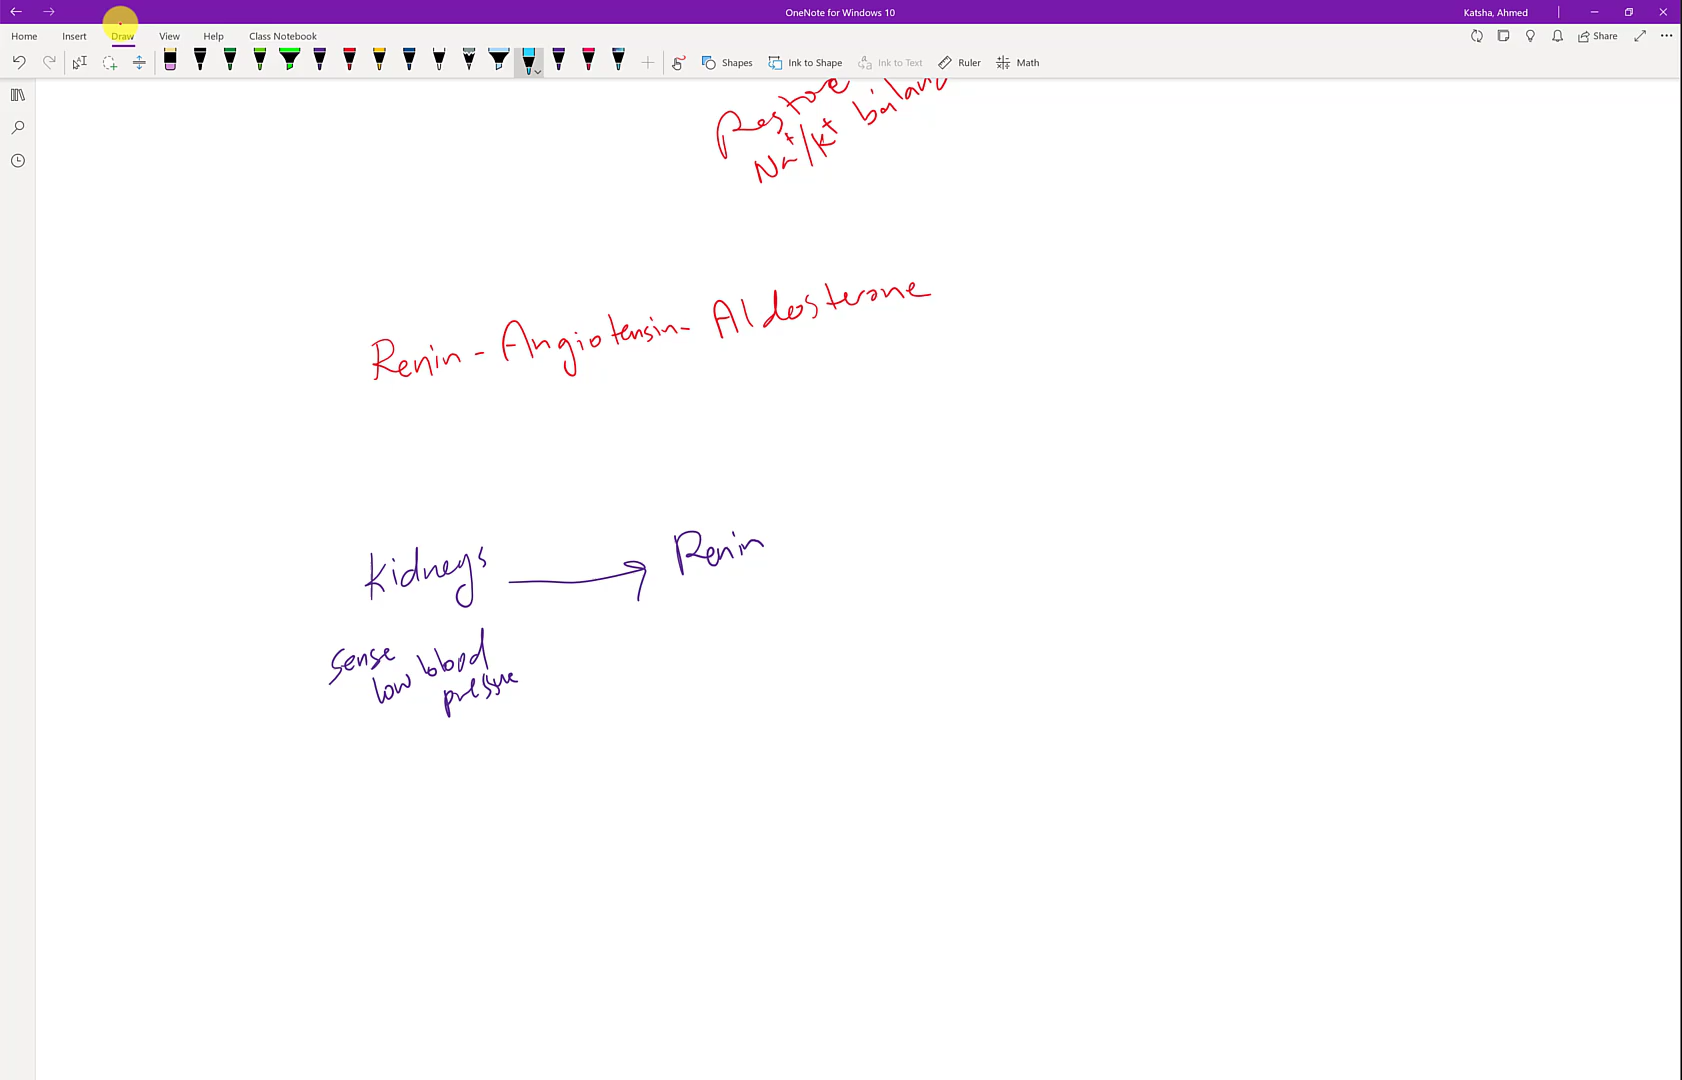 OneNote for Windows 10
Katsha, Ahmed
Home Insert Draw View Help Class Notebook
Share
Shapes Ink to Shape Ink to Text Ruler Math
Restore
Na+/K+ balanc
Renin - Angiotensin - Aldosterone
Kidneys Renin
sense
low blood
pressure